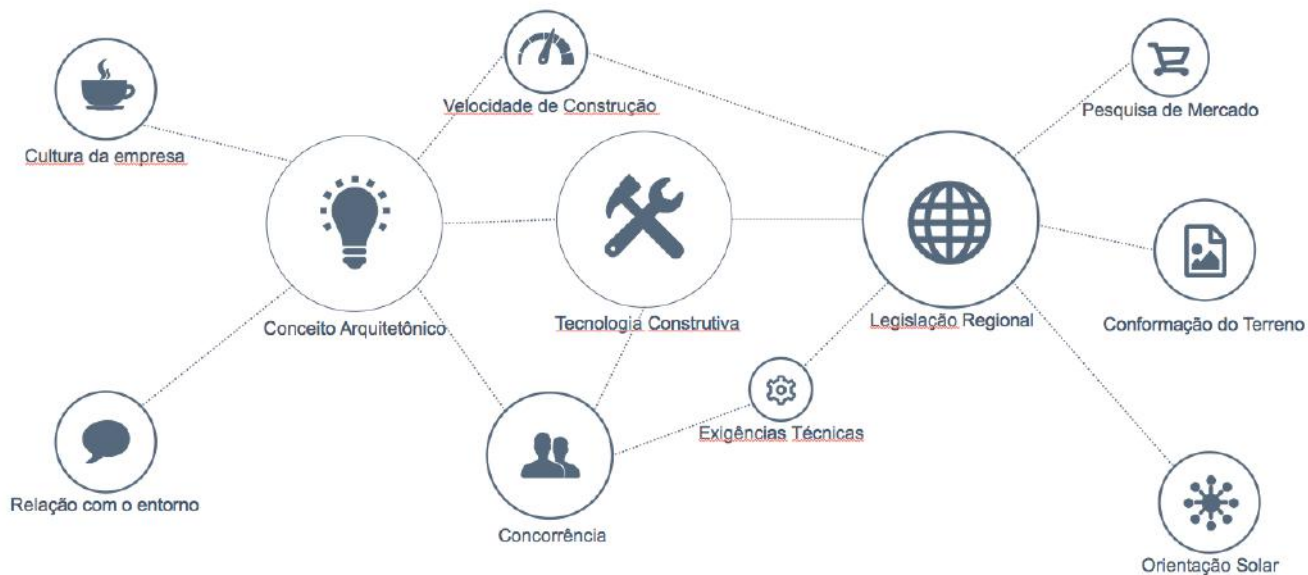 Velocidade de Construção
Pesquisa de Mercado
Cultura da empresa
Conceito Arquitetônico
Tecnologia Construtiva
Legislação Regional
Conformação do Terreno
Exigências Técnicas
Relação com o entorno
Concorrência
Orientação Solar